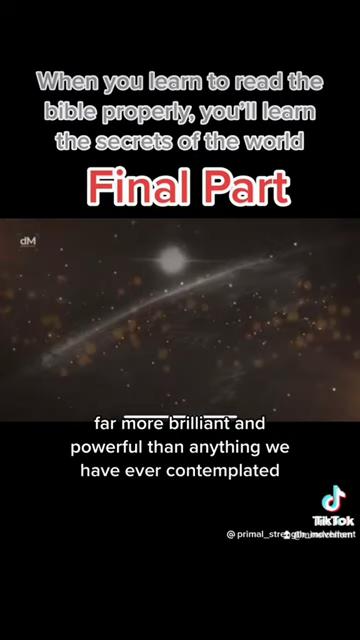 When you learn to read the
bible properly, you'll learn
the secrets of the world
Final Part
dM
far more brilliant and
powerful than anything we
have ever contemplated
TikTok
@ primal_strength_